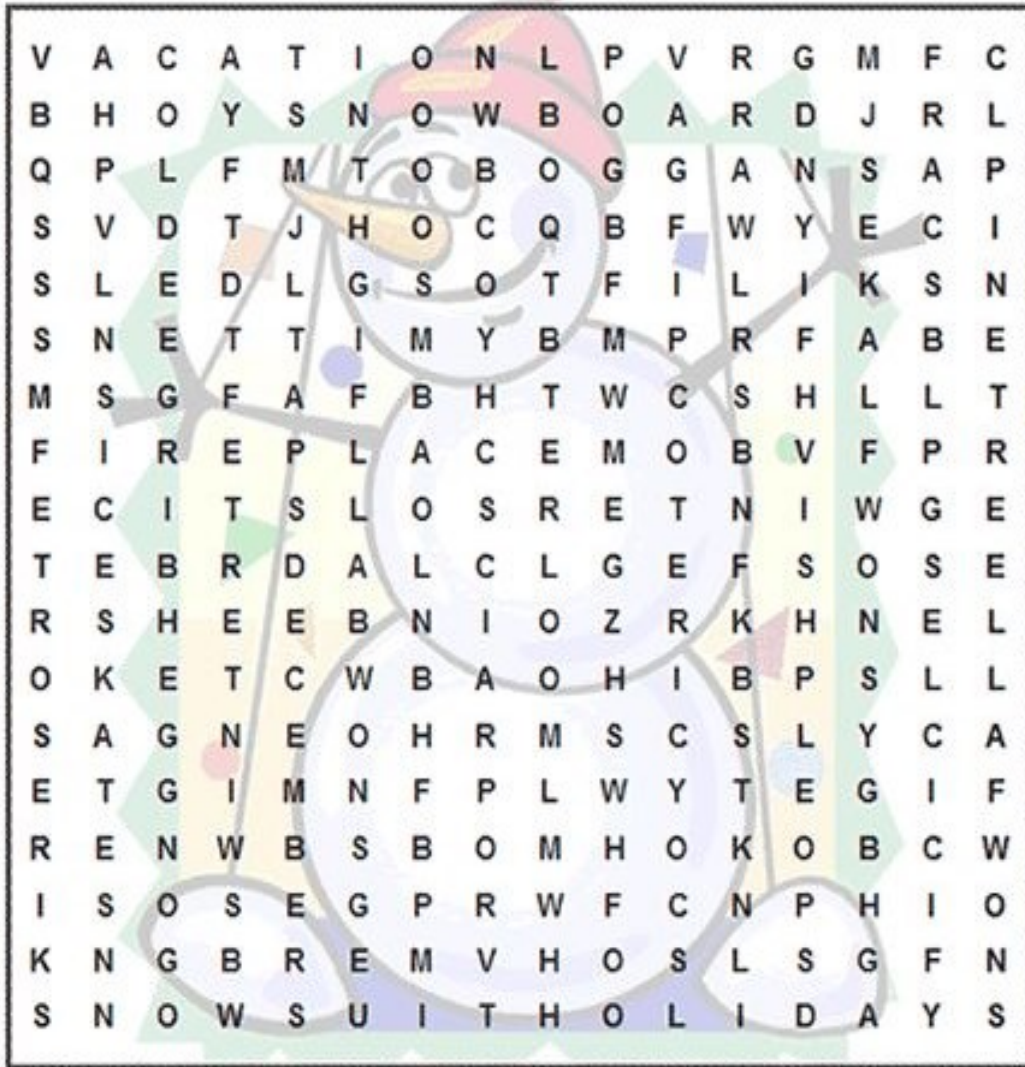 V A C A T I O N L P V R G M F C
B H O Y S N O W B O A R D J R L
Q P L F M T O B O G G A N S A P
S V D T J H O C Q B F W Y E C I
S L E D L G S O T F I L I K S N
S N E T T I M Y B M P R F A B E
M S G F A F B H T W C S H L L T
F I R E P L A C E M O B V F P R
E C I T S L O S R E T N I W G E
T E B R D A L C L G E F S O S E
R S H E E B N I O Z R K H N E L
O K E T C W B A O H I B P S L L
S A G N E O H R M S C S L Y C A
E T G I M N F P L W Y T E G I F
R E N W B S B O M H O K O B C W
I S O S E G P R W F C N P H I O
K N G B R E M V H O S L S G F N
S N O W S U I T H O L I D A Y S